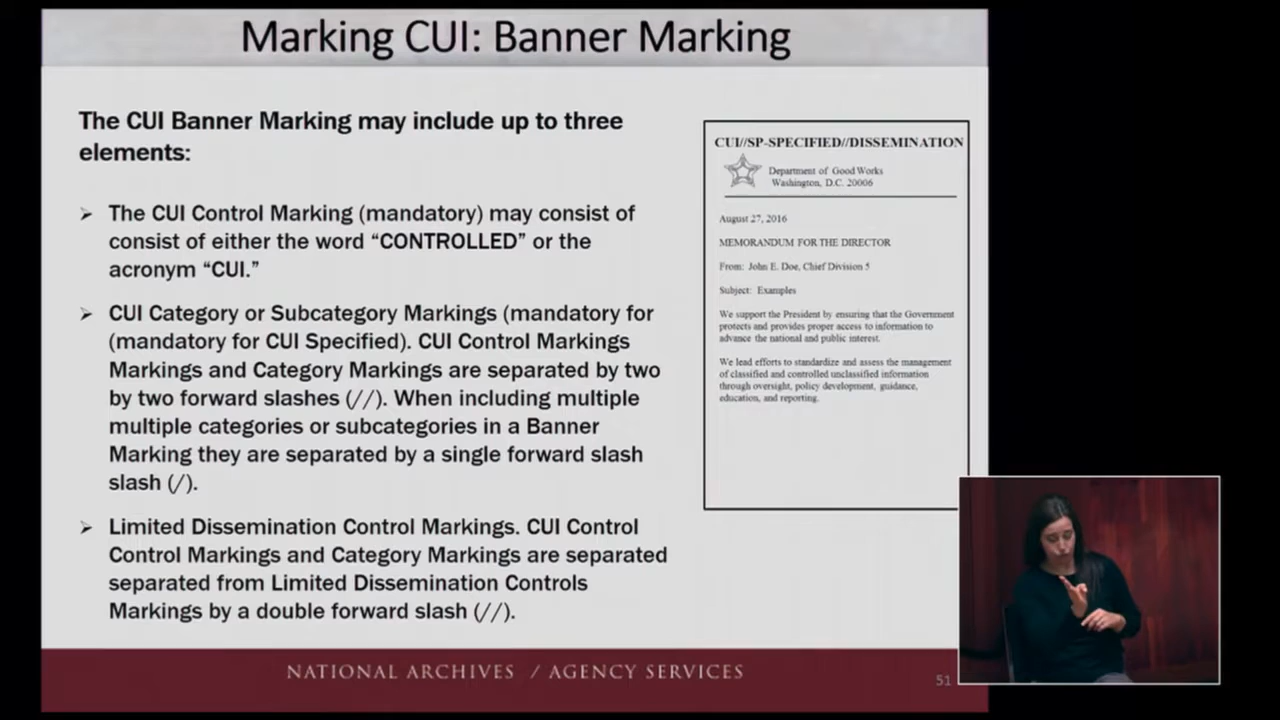 Marking CUI: Banner Marking
The CUI Banner Marking may include up to three
elements:
➢ The CUI Control Marking (mandatory) may consist of
consist of either the word “CONTROLLED” or the
acronym “CUI.”
➢ CUI Category or Subcategory Markings (mandatory for
(mandatory for CUI Specified). CUI Control Markings
Markings and Category Markings are separated by two
by two forward slashes (//). When including multiple
multiple categories or subcategories in a Banner
Marking they are separated by a single forward slash
slash (/).
➢ Limited Dissemination Control Markings. CUI Control
Control Markings and Category Markings are separated
separated from Limited Dissemination Controls
Markings by a double forward slash (//).
CUI//SP-SPECIFIED//DISSEMINATION
Department of Good Works
Washington, D.C. 20006
August 27, 2016
MEMORANDUM FOR THE DIRECTOR
From: John E. Doe, Chief Division 5
Subject: Examples
We support the President by ensuring that the Government
protects and provides proper access to information to
advance the national and public interest.
We lead efforts to standardize and assess the management
of classified and controlled unclassified information
through oversight, policy development, guidance,
education, and reporting.
NATIONAL ARCHIVES / AGENCY SERVICES
51